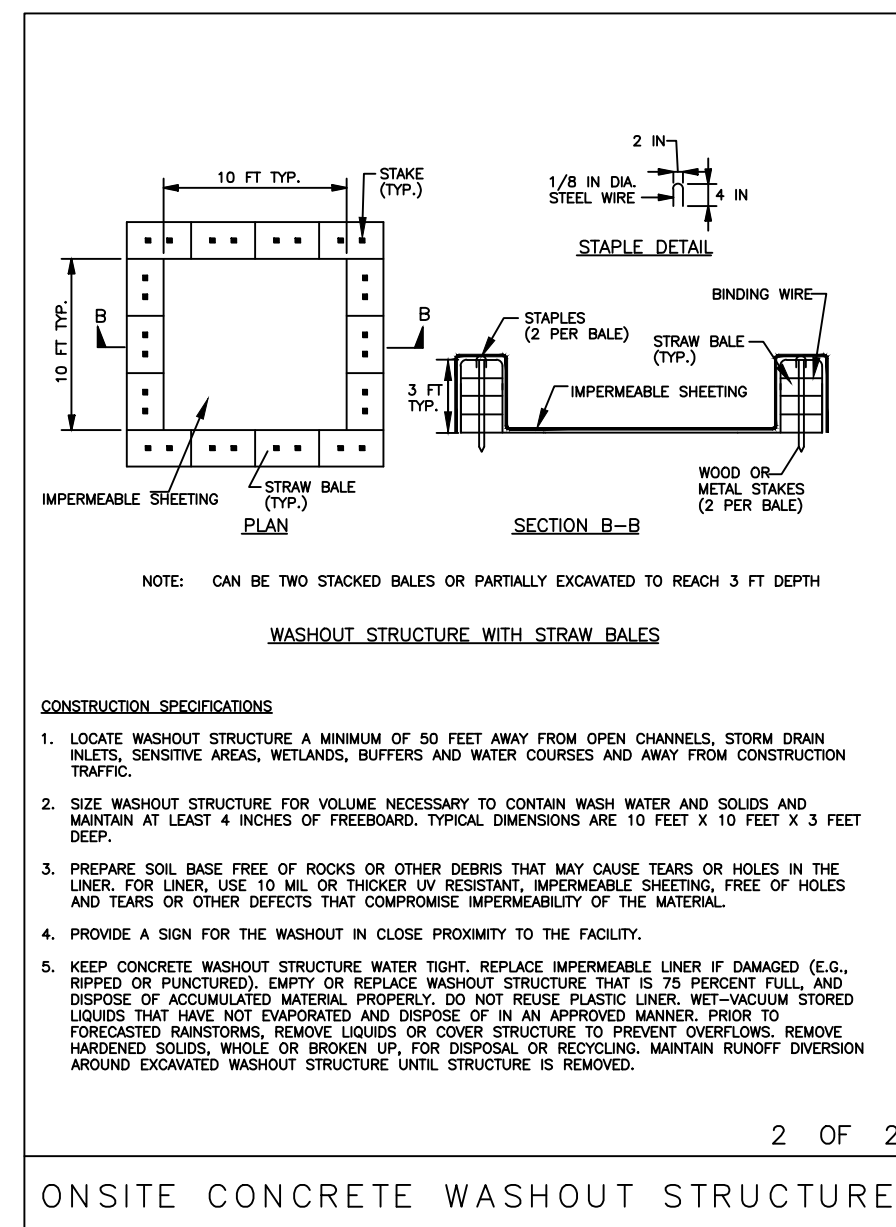 10 FT TYP.
STAKE
(TYP.)
10 FT TYP.
B
B
IMPERMEABLE SHEETING
STRAW BALE
(TYP.)
PLAN
2 IN
1/8 IN DIA.
STEEL WIRE
4 IN
STAPLE DETAIL
BINDING WIRE
STAPLES
(2 PER BALE)
STRAW BALE
(TYP.)
3 FT
TYP.
IMPERMEABLE SHEETING
WOOD OR
METAL STAKES
(2 PER BALE)
SECTION B-B
NOTE: CAN BE TWO STACKED BALES OR PARTIALLY EXCAVATED TO REACH 3 FT DEPTH
WASHOUT STRUCTURE WITH STRAW BALES
CONSTRUCTION SPECIFICATIONS
1. LOCATE WASHOUT STRUCTURE A MINIMUM OF 50 FEET AWAY FROM OPEN CHANNELS, STORM DRAIN
INLETS, SENSITIVE AREAS, WETLANDS, BUFFERS AND WATER COURSES AND AWAY FROM CONSTRUCTION
TRAFFIC.
2. SIZE WASHOUT STRUCTURE FOR VOLUME NECESSARY TO CONTAIN WASH WATER AND SOLIDS AND
MAINTAIN AT LEAST 4 INCHES OF FREEBOARD. TYPICAL DIMENSIONS ARE 10 FEET X 10 FEET X 3 FEET
DEEP.
3. PREPARE SOIL BASE FREE OF ROCKS OR OTHER DEBRIS THAT MAY CAUSE TEARS OR HOLES IN THE
LINER. FOR LINER, USE 10 MIL OR THICKER UV RESISTANT, IMPERMEABLE SHEETING, FREE OF HOLES
AND TEARS OR OTHER DEFECTS THAT COMPROMISE IMPERMEABILITY OF THE MATERIAL.
4. PROVIDE A SIGN FOR THE WASHOUT IN CLOSE PROXIMITY TO THE FACILITY.
5. KEEP CONCRETE WASHOUT STRUCTURE WATER TIGHT. REPLACE IMPERMEABLE LINER IF DAMAGED (E.G.,
RIPPED OR PUNCTURED). EMPTY OR REPLACE WASHOUT STRUCTURE THAT IS 75 PERCENT FULL, AND
DISPOSE OF ACCUMULATED MATERIAL PROPERLY. DO NOT REUSE PLASTIC LINER. WET-VACUUM STORED
LIQUIDS THAT HAVE NOT EVAPORATED AND DISPOSE OF IN AN APPROVED MANNER. PRIOR TO
FORECASTED RAINSTORMS, REMOVE LIQUIDS OR COVER STRUCTURE TO PREVENT OVERFLOWS. REMOVE
HARDENED SOLIDS, WHOLE OR BROKEN UP, FOR DISPOSAL OR RECYCLING. MAINTAIN RUNOFF DIVERSION
AROUND EXCAVATED WASHOUT STRUCTURE UNTIL STRUCTURE IS REMOVED.
2 OF 2
ONSITE CONCRETE WASHOUT STRUCTURE